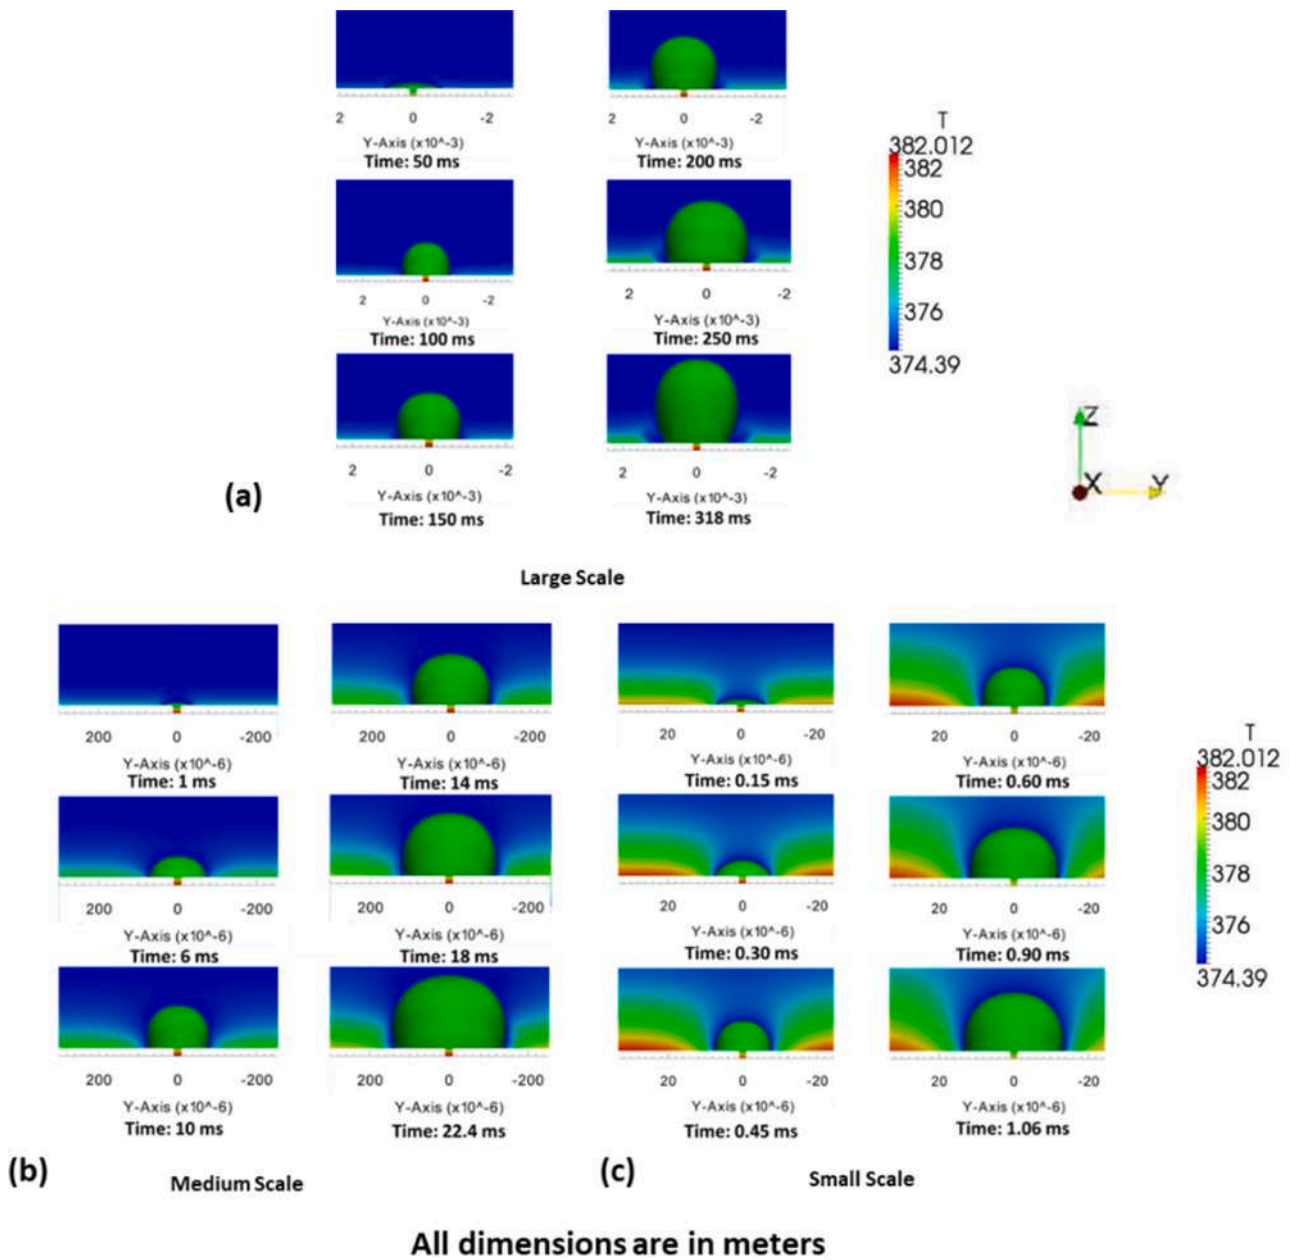 2 0 -2
Y-Axis (x10^-3)
Time: 50 ms
2 0 -2
Y-Axis (x10^-3)
Time: 200 ms
2 0 -2
Y-Axis (x10^-3)
Time: 100 ms
2 0 -2
Y-Axis (x10^-3)
Time: 250 ms
2 0 -2
Y-Axis (x10^-3)
Time: 150 ms
2 0 -2
Y-Axis (x10^-3)
Time: 318 ms
T
382.012
382
380
378
376
374.39
Z
X Y
(a)
Large Scale
200 0 -200
Y-Axis (x10^-6)
Time: 1 ms
200 0 -200
Y-Axis (x10^-6)
Time: 14 ms
200 0 -200
Y-Axis (x10^-6)
Time: 6 ms
200 0 -200
Y-Axis (x10^-6)
Time: 18 ms
200 0 -200
Y-Axis (x10^-6)
Time: 10 ms
200 0 -200
Y-Axis (x10^-6)
Time: 22.4 ms
(b)
Medium Scale
20 0 -20
Y-Axis (x10^-6)
Time: 0.15 ms
20 0 -20
Y-Axis (x10^-6)
Time: 0.60 ms
20 0 -20
Y-Axis (x10^-6)
Time: 0.30 ms
20 0 -20
Y-Axis (x10^-6)
Time: 0.90 ms
20 0 -20
Y-Axis (x10^-6)
Time: 0.45 ms
20 0 -20
Y-Axis (x10^-6)
Time: 1.06 ms
T
382.012
382
380
378
376
374.39
(c)
Small Scale
All dimensions are in meters